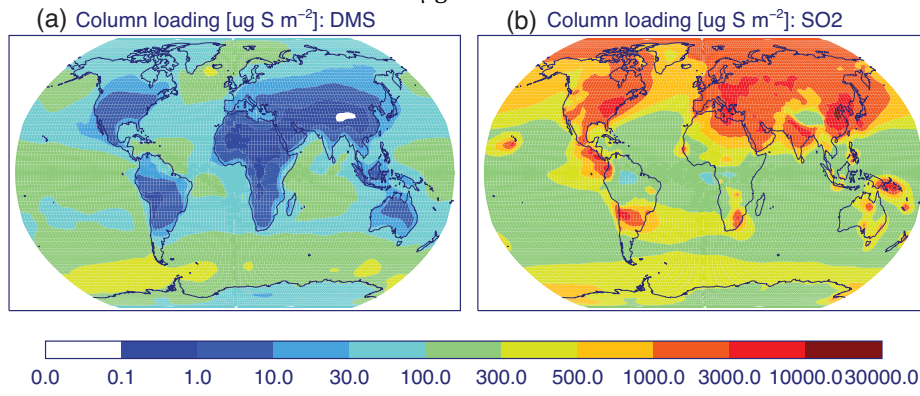 (a) Column loading [ug S m⁻²]: DMS
(b) Column loading [ug S m⁻²]: SO2
0.0 0.1 1.0 10.0 30.0 100.0 300.0 500.0 1000.0 3000.0 10000.0 30000.0